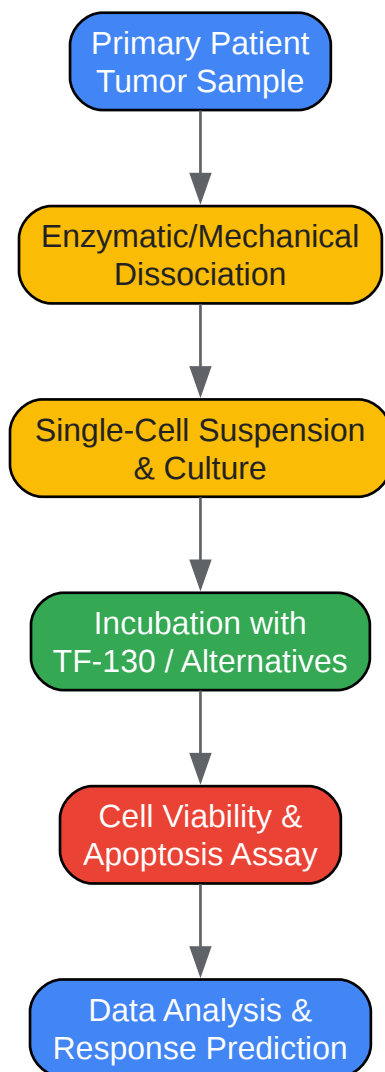 Primary Patient
Tumor Sample
Enzymatic/Mechanical
Dissociation
Single-Cell Suspension
& Culture
Incubation with
TF-130 / Alternatives
Cell Viability &
Apoptosis Assay
Data Analysis &
Response Prediction